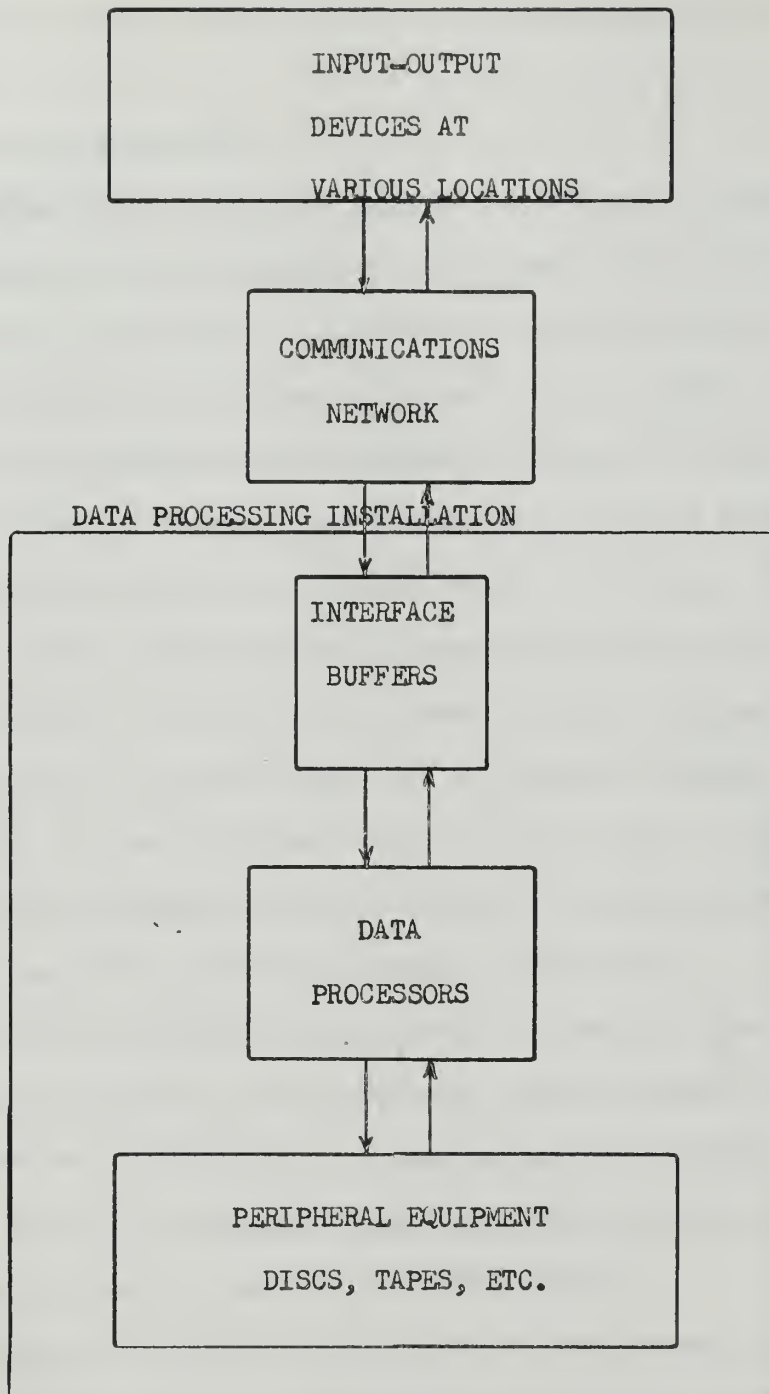 INPUT-OUTPUT
DEVICES AT
VARIOUS LOCATIONS
COMMUNICATIONS
NETWORK
DATA PROCESSING INSTALLATION
INTERFACE
BUFFERS
DATA
PROCESSORS
PERIPHERAL EQUIPMENT
DISCS, TAPES, ETC.